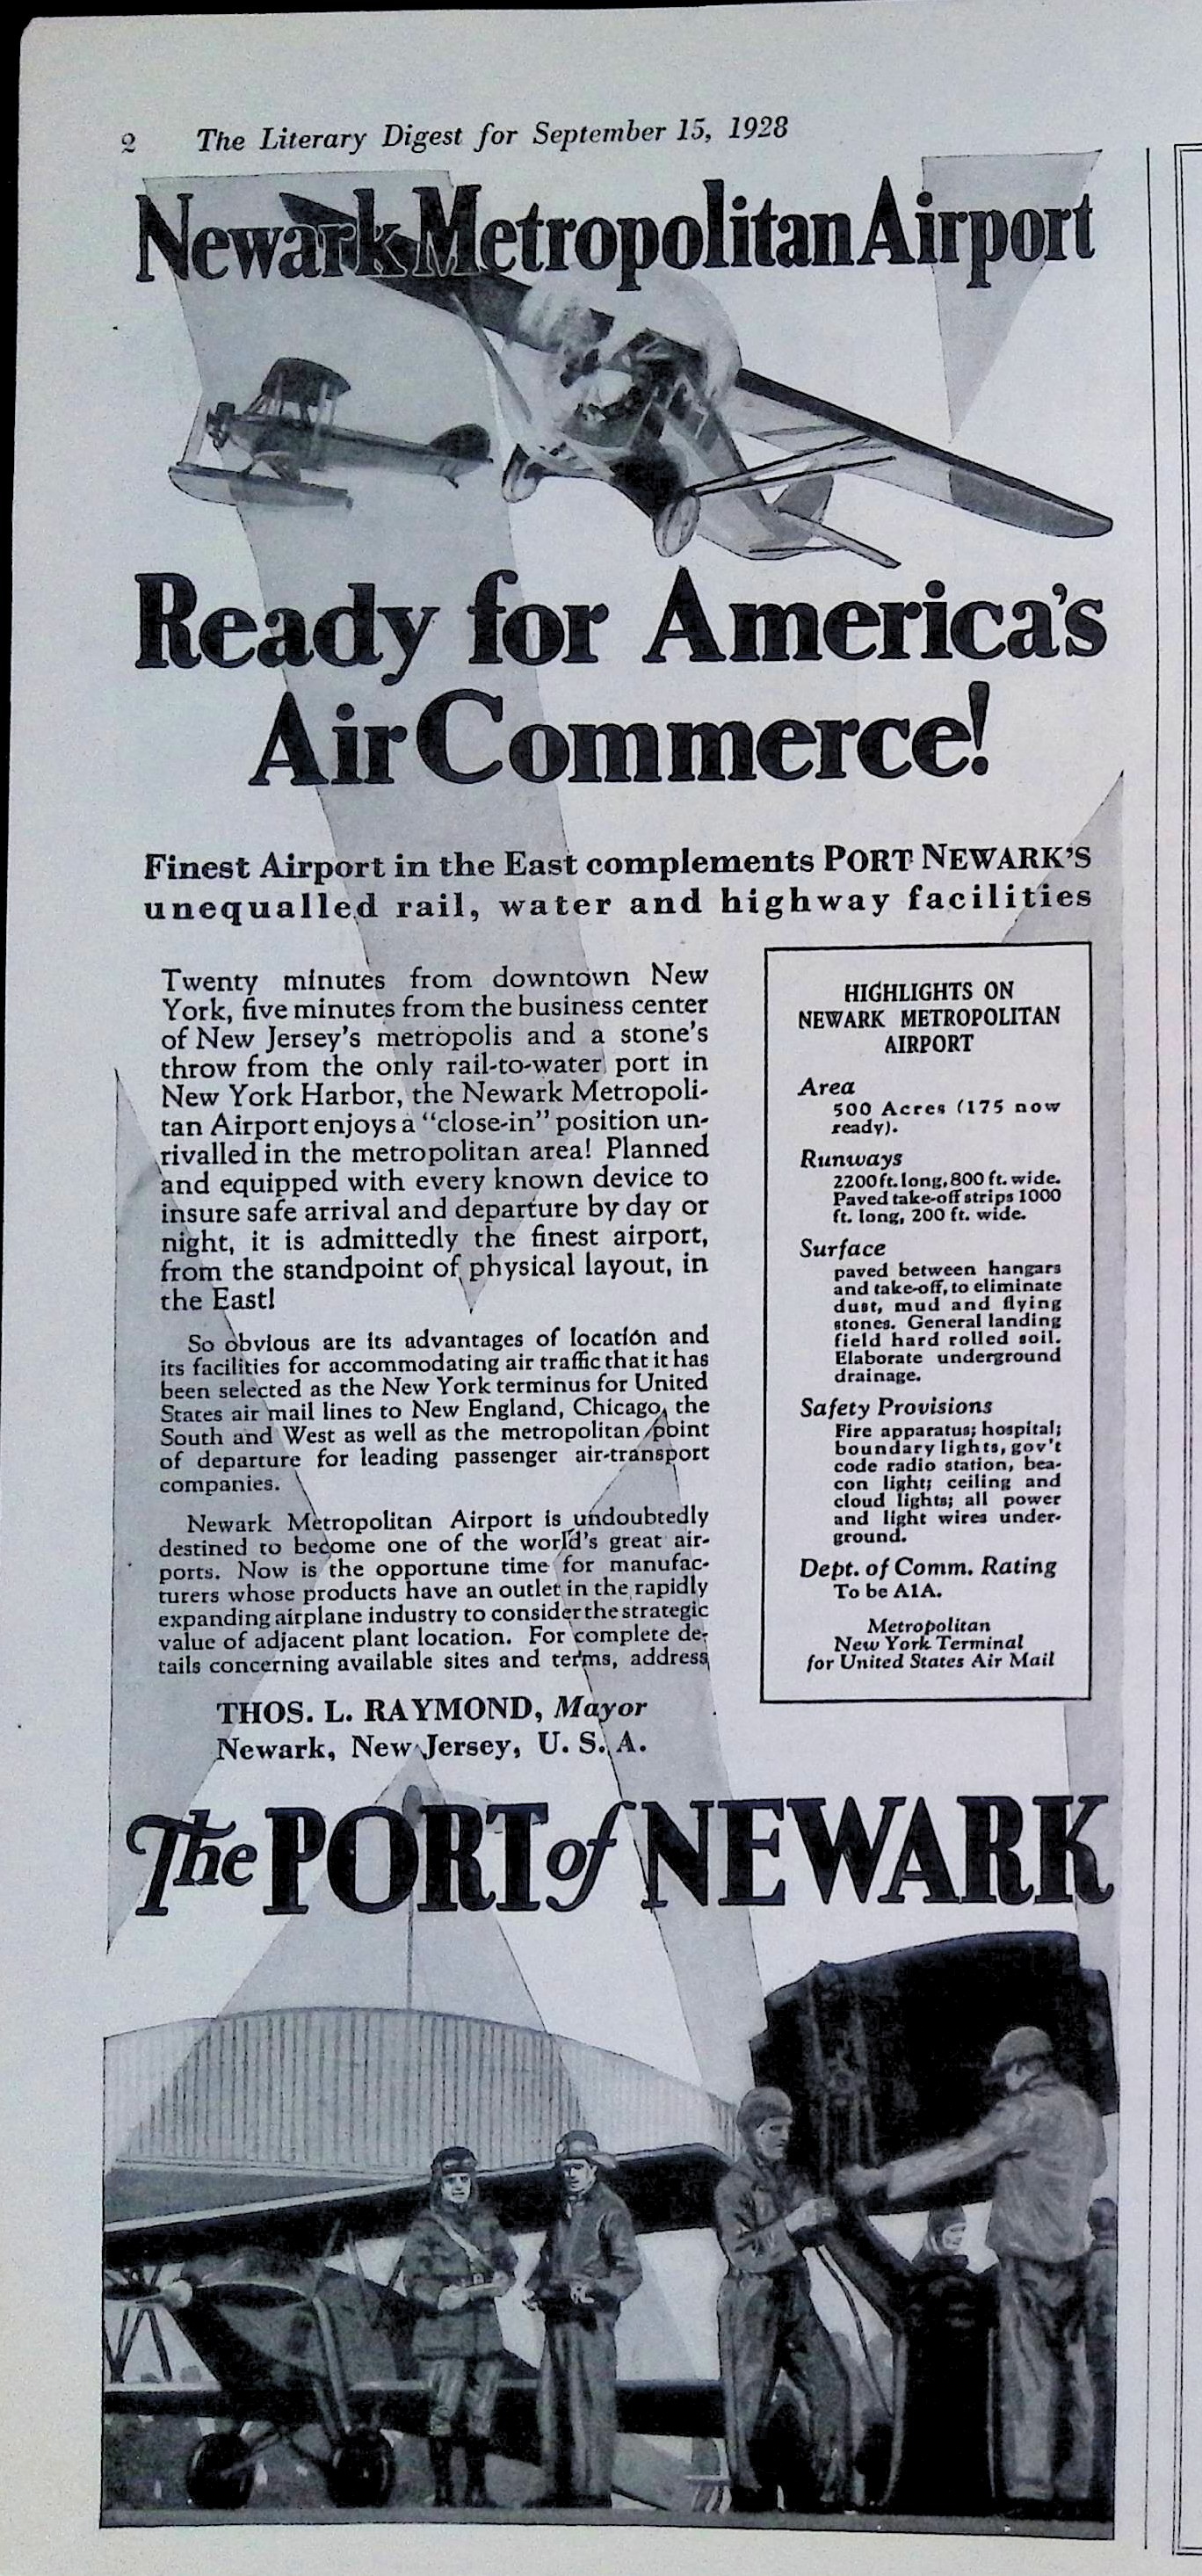 2 The Literary Digest for September 15, 1928
Newark Metropolitan Airport
Ready for America's
Air Commerce!
Finest Airport in the East complements PORT NEWARK'S
unequalled rail, water and highway facilities
Twenty minutes from downtown New
York, five minutes from the business center
of New Jersey's metropolis and a stone's
throw from the only rail-to-water port in
New York Harbor, the Newark Metropoli-
tan Airport enjoys a "close-in" position un-
rivalled in the metropolitan area! Planned
and equipped with every known device to
insure safe arrival and departure by day or
night, it is admittedly the finest airport,
from the standpoint of physical layout, in
the East!
So obvious are its advantages of location and
its facilities for accommodating air traffic that it has
been selected as the New York terminus for United
States air mail lines to New England, Chicago, the
South and West as well as the metropolitan point
of departure for leading passenger air-transport
companies.
Newark Metropolitan Airport is undoubtedly
destined to become one of the world's great air-
ports. Now is the opportune time for manufac-
turers whose products have an outlet in the rapidly
expanding airplane industry to consider the strategic
value of adjacent plant location. For complete de-
tails concerning available sites and terms, address
THOS. L. RAYMOND, Mayor
Newark, New Jersey, U. S. A.
HIGHLIGHTS ON
NEWARK METROPOLITAN
AIRPORT
Area
500 Acres (175 now
ready).
Runways
2200 ft. long, 800 ft. wide.
Paved take-off strips 1000
ft. long, 200 ft. wide.
Surface
paved between hangars
and take-off, to eliminate
dust, mud and flying
stones. General landing
field hard rolled soil.
Elaborate underground
drainage.
Safety Provisions
Fire apparatus; hospital;
boundary lights, gov't
code radio station, bea-
con light; ceiling and
cloud lights; all power
and light wires under-
ground.
Dept. of Comm. Rating
To be A1A.
Metropolitan
New York Terminal
for United States Air Mail
The PORT of NEWARK